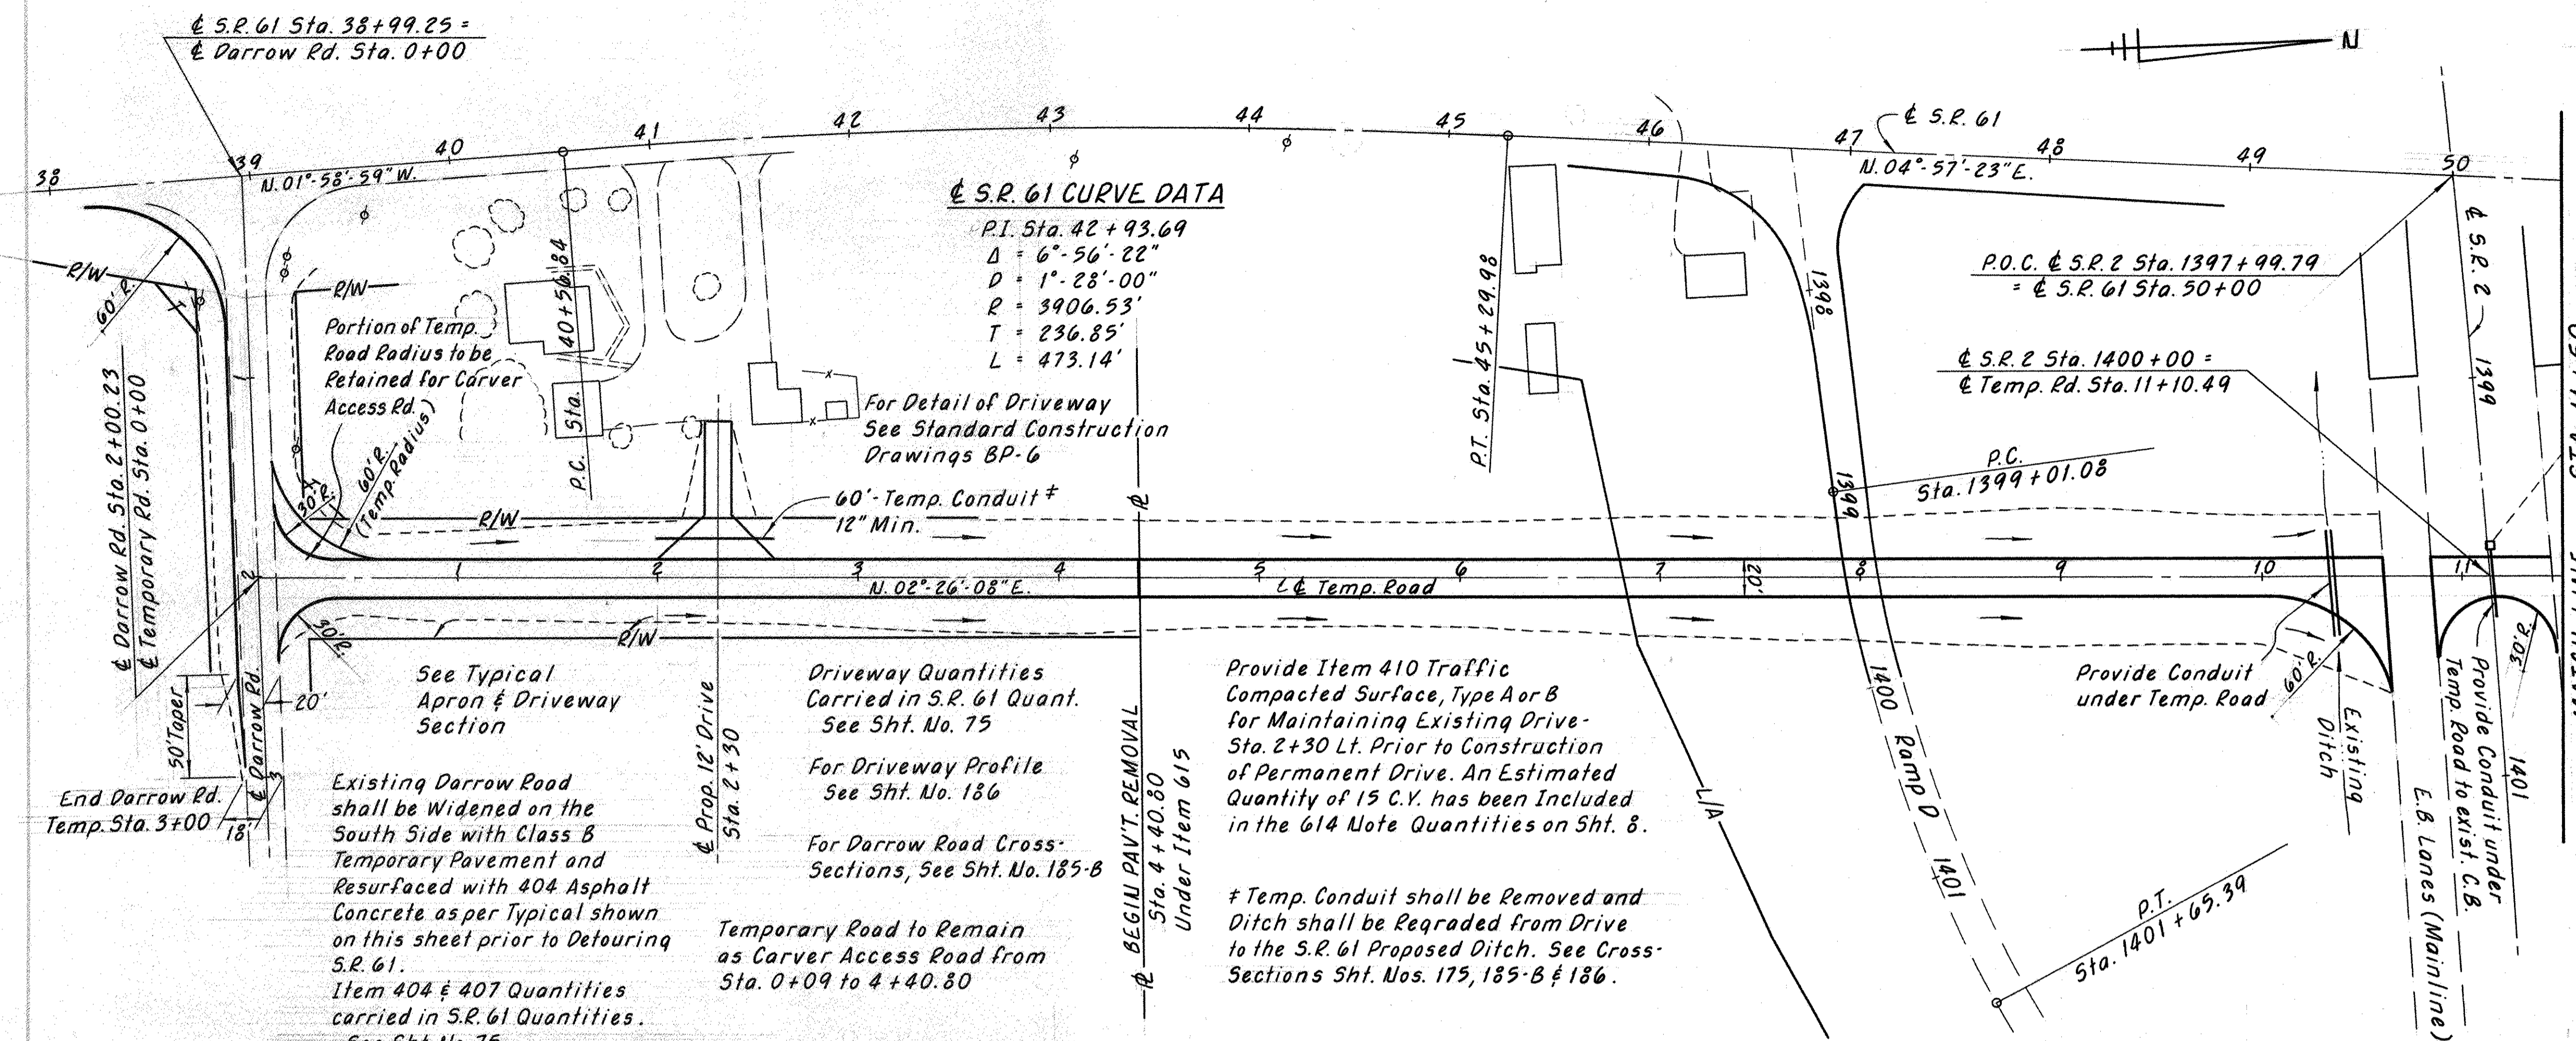 ℄ S.R. 61 Sta. 38+99.25 =
℄ Darrow Rd. Sta. 0+00
N
38
39
40
41
42
43
44
45
46
47
48
49
50
℄ S.R. 61
N. 01°-58'-59" W.
N. 04°-57'-23" E.
℄ S.R. 61 CURVE DATA
P.I. Sta. 42 + 93.69
Δ = 6°-56'-22"
D = 1°-28'-00"
R = 3906.53'
T = 236.85'
L = 473.14'
R/W
60' R.
R/W
Portion of Temp.
Road Radius to be
Retained for Carver
Access Rd.
30' R.
60' R.
(Temp. Radius)
P.C. Sta. 40+56.84
P.T. Sta. 45+29.98
For Detail of Driveway
See Standard Construction
Drawings BP-6
60'-Temp. Conduit ‡
12" Min.
1398
1399
P.C.
Sta. 1399+01.08
P.O.C. ℄ S.R. 2 Sta. 1397+99.79
= ℄ S.R. 61 Sta. 50+00
℄ S.R. 2 Sta. 1400+00 =
℄ Temp. Rd. Sta. 11+10.49
℄ S.R. 2
1399
℄ Darrow Rd. Sta. 2+00.23
℄ Temporary Rd. Sta. 0+00
R/W
1
2
1
2
3
4
5
6
7
8
9
10
11
N. 02°-26'-08" E.
℄ Temp. Road
20'
R/W
30' R.
20'
50' Taper
℄ Darrow Rd.
3
End Darrow Rd.
Temp. Sta. 3+00
18'
See Typical
Apron & Driveway
Section
Existing Darrow Road
shall be Widened on the
South Side with Class B
Temporary Pavement and
Resurfaced with 404 Asphalt
Concrete as per Typical shown
on this sheet prior to Detouring
S.R. 61.
Item 404 & 407 Quantities
carried in S.R. 61 Quantities.
See Sht. No. 75
℄ Prop. 12' Drive
Sta. 2+30
Driveway Quantities
Carried in S.R. 61 Quant.
See Sht. No. 75
For Driveway Profile
See Sht. No. 186
For Darrow Road Cross-
Sections, See Sht. No. 185-B
Temporary Road to Remain
as Carver Access Road from
Sta. 0+09 to 4+40.80
BEGIN PAV'T. REMOVAL
Sta. 4+40.80
Under Item 615
Provide Item 410 Traffic
Compacted Surface, Type A or B
for Maintaining Existing Drive-
Sta. 2+30 Lt. Prior to Construction
of Permanent Drive. An Estimated
Quantity of 15 C.Y. has been Included
in the 614 Note Quantities on Sht. 8.
‡ Temp. Conduit shall be Removed and
Ditch shall be Regraded from Drive
to the S.R. 61 Proposed Ditch. See Cross-
Sections Sht. Nos. 175, 185-B & 186.
L/A
1400
Ramp D
1401
P.T.
Sta. 1401+65.39
Provide Conduit
under Temp. Road
60' R.
Existing
Ditch
E.B. Lanes (Mainline)
Provide Conduit under
Temp. Road to exist. C.B.
30' R.
1401